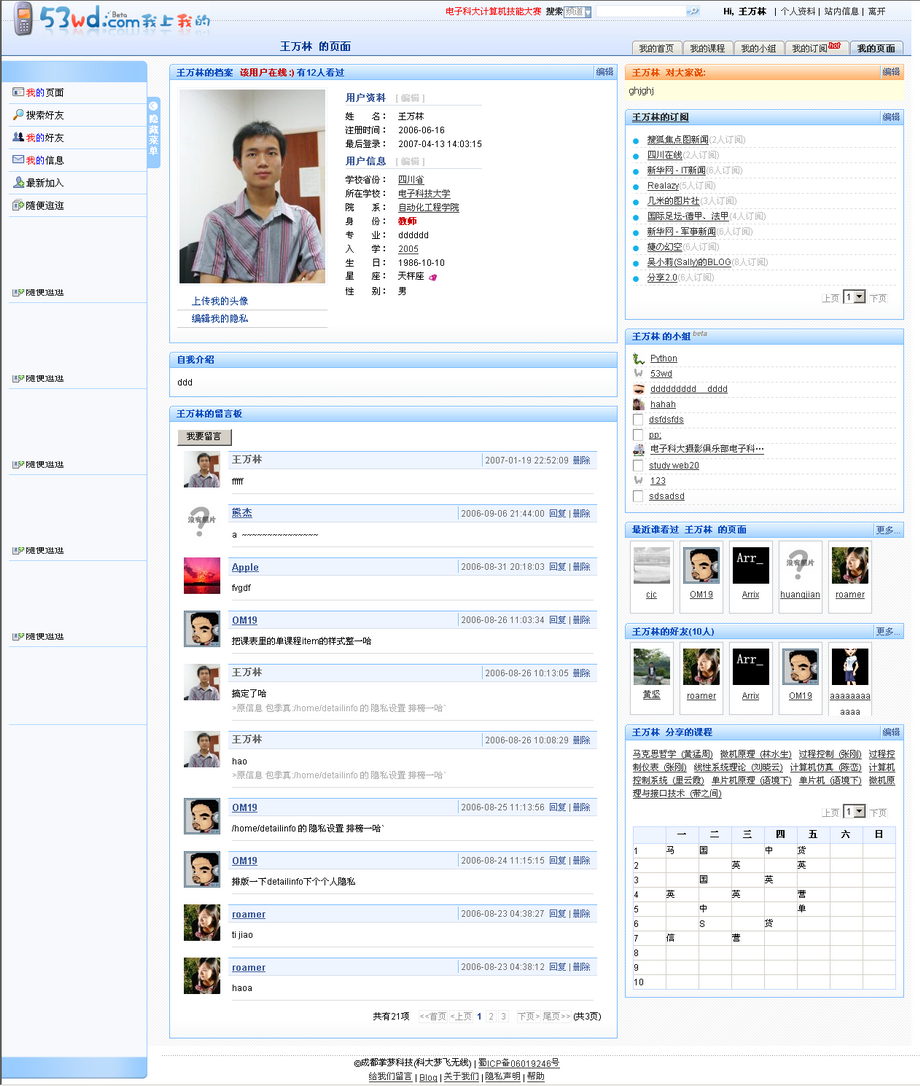 53wd.com Beta 我上我的
电子科大计算机技能大赛 搜索 频道
Hi, 王万林 | 个人资料 | 站内信息 | 离开
王万林 的页面
我的首页 我的课程 我的小组 我的订阅 我的页面
我的页面
搜索好友
我的好友
我的信息
最新加入
随便逛逛
随便逛逛
随便逛逛
随便逛逛
随便逛逛
随便逛逛
隐藏菜单
王万林的档案 该用户在线 :) 有12人看过 编辑
用户资料 [ 编辑 ]
姓 名： 王万林
注册时间： 2006-06-16
最后登录： 2007-04-13 14:03:15
用户信息 [ 编辑 ]
学校省份： 四川省
所在学校： 电子科技大学
院 系： 自动化工程学院
身 份： 教师
专 业： dddddd
入 学： 2005
生 日： 1986-10-10
星 座： 天秤座
性 别： 男
上传我的头像
编辑我的隐私
自我介绍
ddd
王万林的留言板
我要留言
王万林 2007-01-19 22:52:09 删除
fffff
熊杰 2006-09-06 21:44:00 回复 | 删除
没有照片
a ~~~~~~~~~~~~~~~
Apple 2006-08-31 20:18:03 回复 | 删除
fvgdf
OM19 2006-08-26 11:03:34 回复 | 删除
把课表里的单课程item的样式整一哈
王万林 2006-08-26 10:13:05 删除
搞定了哈
>原信息 包季真:/home/detailinfo 的 隐私设置 排榜一哈`
王万林 2006-08-26 10:08:29 删除
hao
>原信息 包季真:/home/detailinfo 的 隐私设置 排榜一哈`
OM19 2006-08-25 11:13:56 回复 | 删除
/home/detailinfo 的 隐私设置 排榜一哈`
OM19 2006-08-24 11:15:15 回复 | 删除
排版一下detailinfo下个个人隐私
roamer 2006-08-23 04:38:27 回复 | 删除
ti jiao
roamer 2006-08-23 04:38:12 回复 | 删除
haoa
共有21项 <<首页 <上页 1 2 3 下页> 尾页>> (共3页)
王万林 对大家说: 编辑
ghjghj
王万林的订阅 编辑
搜狐焦点图新闻(2人订阅)
四川在线(2人订阅)
新华网 - IT新闻(6人订阅)
Realazy(5人订阅)
几米的图片社(3人订阅)
国际足坛-德甲、法甲(4人订阅)
新华网 - 军事新闻(6人订阅)
婕の幻空(6人订阅)
吴小莉(Sally)的BLOG(8人订阅)
分享2.0(6人订阅)
上页 1 下页
王万林 的小组 beta
Python
53wd
ddddddddd__dddd
hahah
dsfdsfds
pp;
电子科大摄影俱乐部电子科…
study web20
123
sdsadsd
最近谁看过 王万林 的页面 更多...
Arr_ 没有照片
cjc OM19 Arrix huangjian roamer
王万林的好友(10人) 更多...
Arr_
黄坚 roamer Arrix OM19 aaaaaaaa
aaaa
王万林 分享的课程 编辑
马克思哲学 (黄廷周) 微机原理 (林水生) 过程控制 (张刚) 过程控
制仪表 (张刚) 线性系统理论 (刘晓云) 计算机仿真 (陈峦) 计算机
控制系统 (里云霞) 单片机原理 (语境下) 单片机 (语境下) 微机原
理与接口技术 (带之间)
上页 1 下页
一 二 三 四 五 六 日
1 马 国 中 货
2 英 英
3 国 英
4 英 英 营
5 中 单
6 S 货
7 信 营
8
9
10
©成都掌梦科技(科大梦飞无线) | 蜀ICP备06019246号
给我们留言 | Blog | 关于我们 | 隐私声明 | 帮助